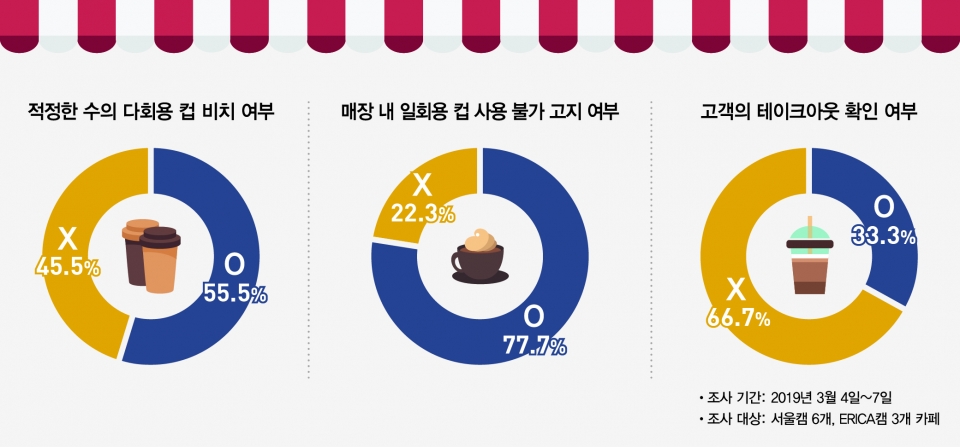 적정한 수의 다회용 컵 비치 여부
X
45.5%
O
55.5%
매장 내 일회용 컵 사용 불가 고지 여부
X
22.3%
O
77.7%
고객의 테이크아웃 확인 여부
O
33.3%
X
66.7%
• 조사 기간: 2019년 3월 4일~7일
• 조사 대상: 서울캠 6개, ERICA캠 3개 카페